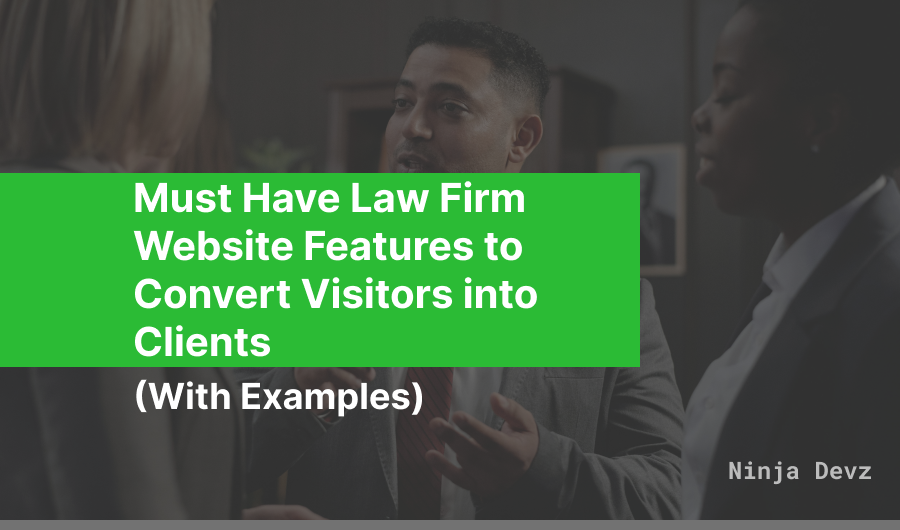 Must Have Law Firm
Website Features to
Convert Visitors into
Clients
(With Examples)
Ninja Devz